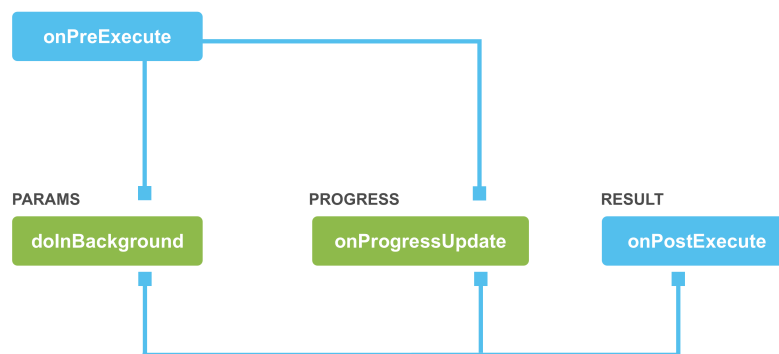 onPreExecute
PARAMS
PROGRESS
RESULT
doInBackground
onProgressUpdate
onPostExecute